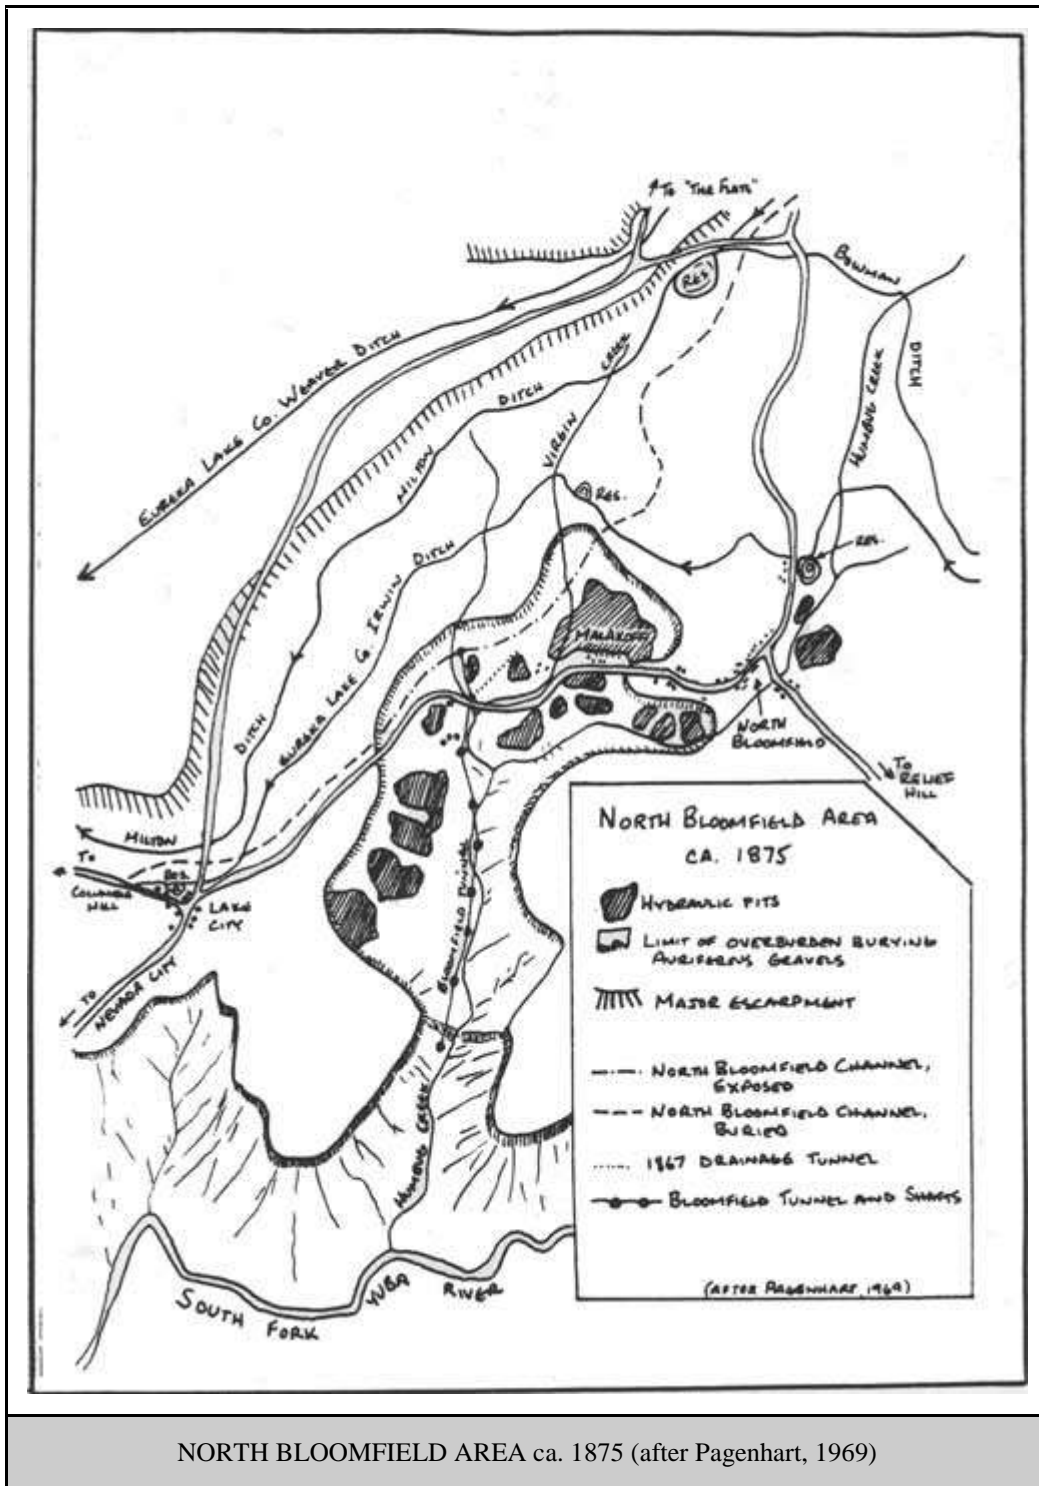 ↑ TO "THE FLATS"
BOWMAN
DITCH
RES.
HUMBUG CREEK
EUREKA LAKE CO. WEAVER DITCH
MILTON
DITCH
VIRGIN
CREEK
RES.
RES.
EUREKA LAKE
IRWIN
DITCH
MALAKOFF
DITCH
NORTH
BLOOMFIELD
TO
RELIEF
HILL
MILTON
TO
COLUMBIA
HILL
RES.
LAKE
CITY
TO
NEVADA CITY
BLOOMFIELD TUNNEL
HUMBUG CREEK
SOUTH FORK
YUBA
RIVER
NORTH BLOOMFIELD AREA
CA. 1875
HYDRAULIC PITS
LIMIT OF OVERBURDEN BURYING
AURIFEROUS GRAVELS
MAJOR ESCARPMENT
NORTH BLOOMFIELD CHANNEL,
EXPOSED
NORTH BLOOMFIELD CHANNEL,
BURIED
1867 DRAINAGE TUNNEL
BLOOMFIELD TUNNEL AND SHAFTS
(AFTER PAGENHART, 1969)
NORTH BLOOMFIELD AREA ca. 1875 (after Pagenhart, 1969)